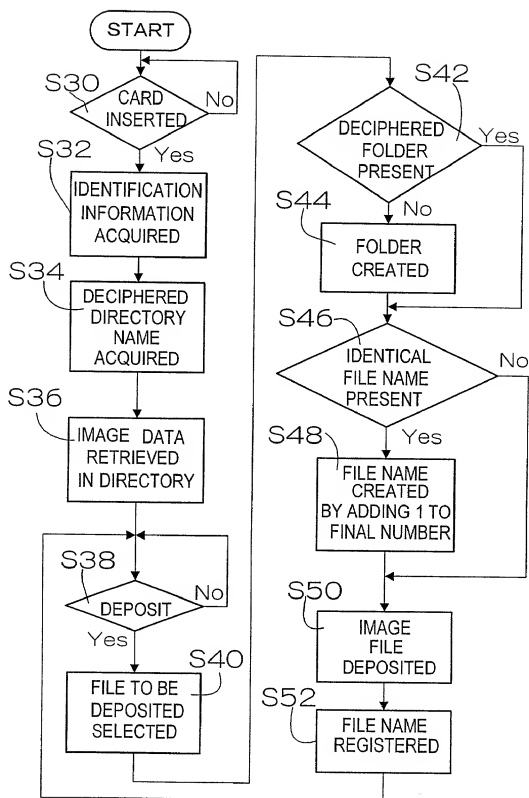 START
S30
CARD
INSERTED
No
Yes
S32
IDENTIFICATION
INFORMATION
ACQUIRED
S34
DECIPHERED
DIRECTORY
NAME
ACQUIRED
S36
IMAGE DATA
RETRIEVED
IN DIRECTORY
S38
DEPOSIT
No
Yes
S40
FILE TO BE
DEPOSITED
SELECTED
S42
DECIPHERED
FOLDER
PRESENT
Yes
No
S44
FOLDER
CREATED
S46
IDENTICAL
FILE NAME
PRESENT
No
Yes
S48
FILE NAME
CREATED
BY ADDING 1 TO
FINAL NUMBER
S50
IMAGE
FILE
DEPOSITED
S52
FILE NAME
REGISTERED